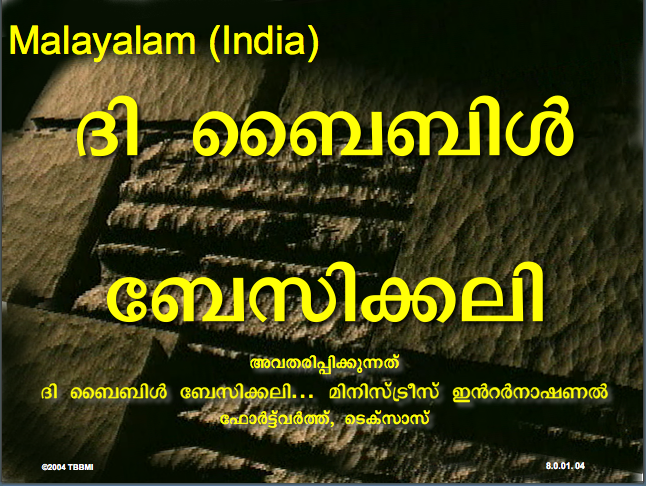 Malayalam (India)
ദി ബൈബിൾ
ബേസിക്കലി
അവതരിപ്പിക്കുന്നത്
ദി ബൈബിൾ ബേസിക്കലി... മിനിസ്ട്രീസ് ഇൻറർനാഷണൽ
ഫോർട്ട്‌വർത്ത്, ടെക്സാസ്
©2004 TBBMI
8.0.01. 04